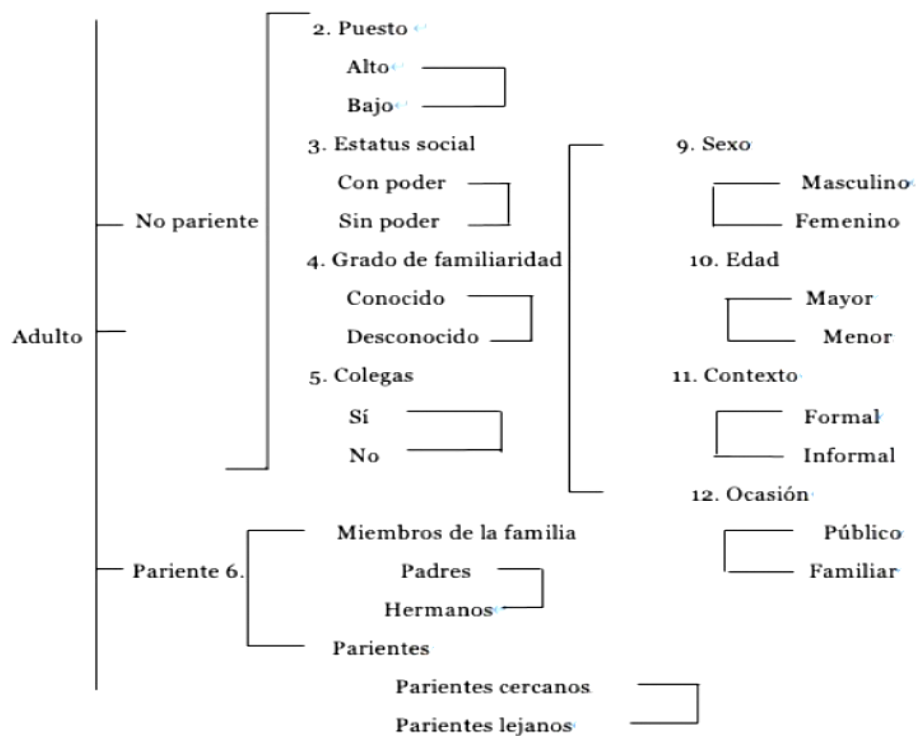 2. Puesto
Alto
Bajo
3. Estatus social
Con poder
Sin poder
No pariente
4. Grado de familiaridad
Conocido
Desconocido
Adulto
5. Colegas
Sí
No
9. Sexo
Masculino
Femenino
10. Edad
Mayor
Menor
11. Contexto
Formal
Informal
12. Ocasión
Público
Familiar
Miembros de la familia
Pariente 6.
Padres
Hermanos
Parientes
Parientes cercanos
Parientes lejanos